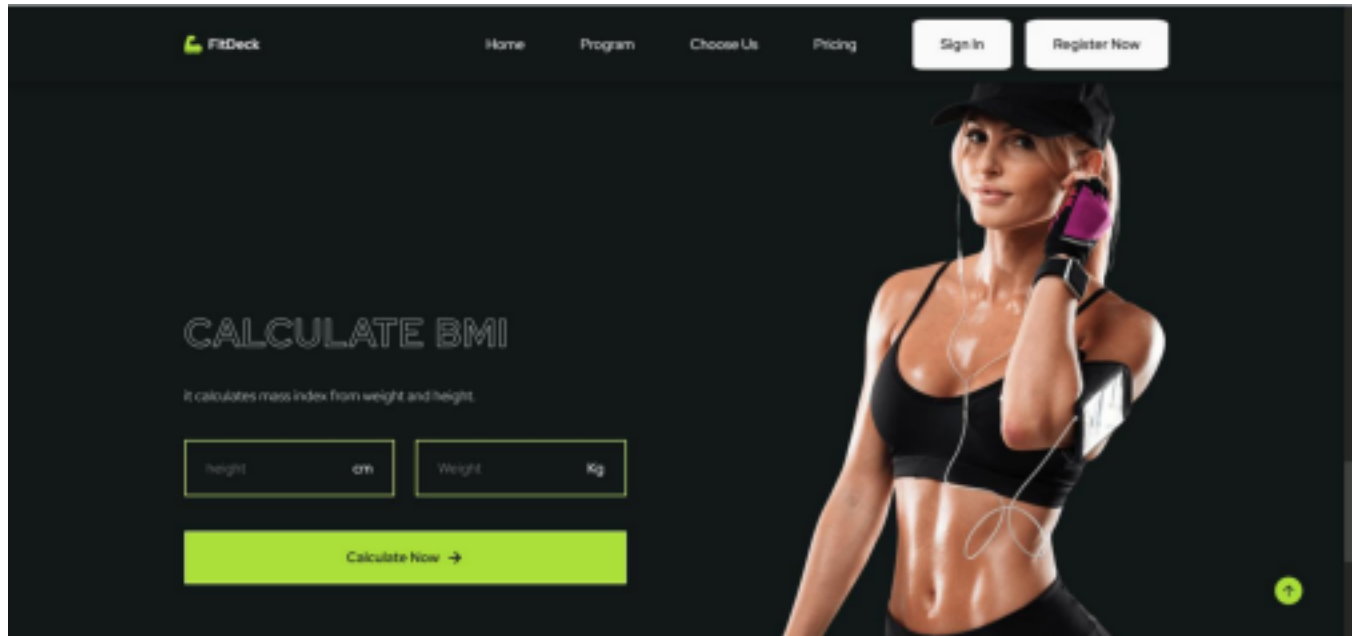 FitDeck
Home
Program
Choose Us
Pricing
Sign In
Register Now
CALCULATE BMI
it calculates mass index from weight and height.
height
cm
Weight
Kg
Calculate Now →